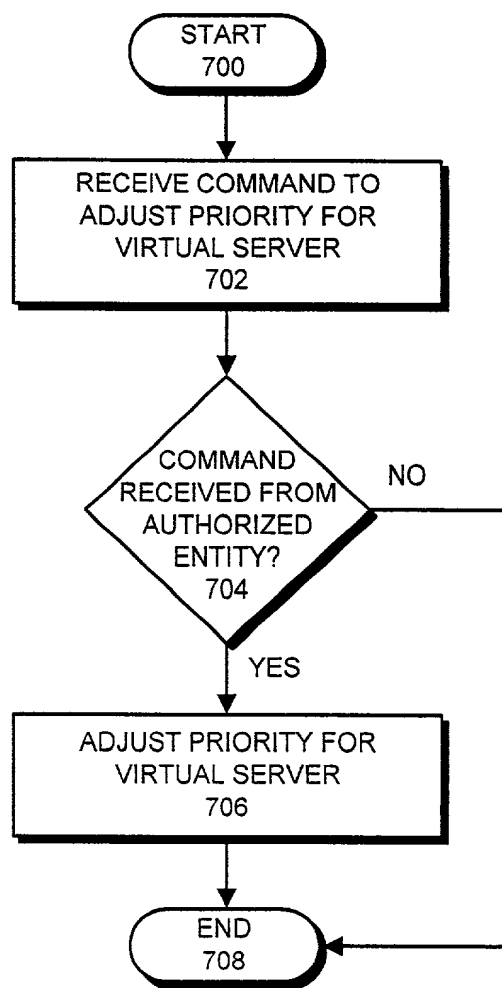 START
700
RECEIVE COMMAND TO
ADJUST PRIORITY FOR
VIRTUAL SERVER
702
COMMAND
RECEIVED FROM
AUTHORIZED
ENTITY?
704
NO
YES
ADJUST PRIORITY FOR
VIRTUAL SERVER
706
END
708